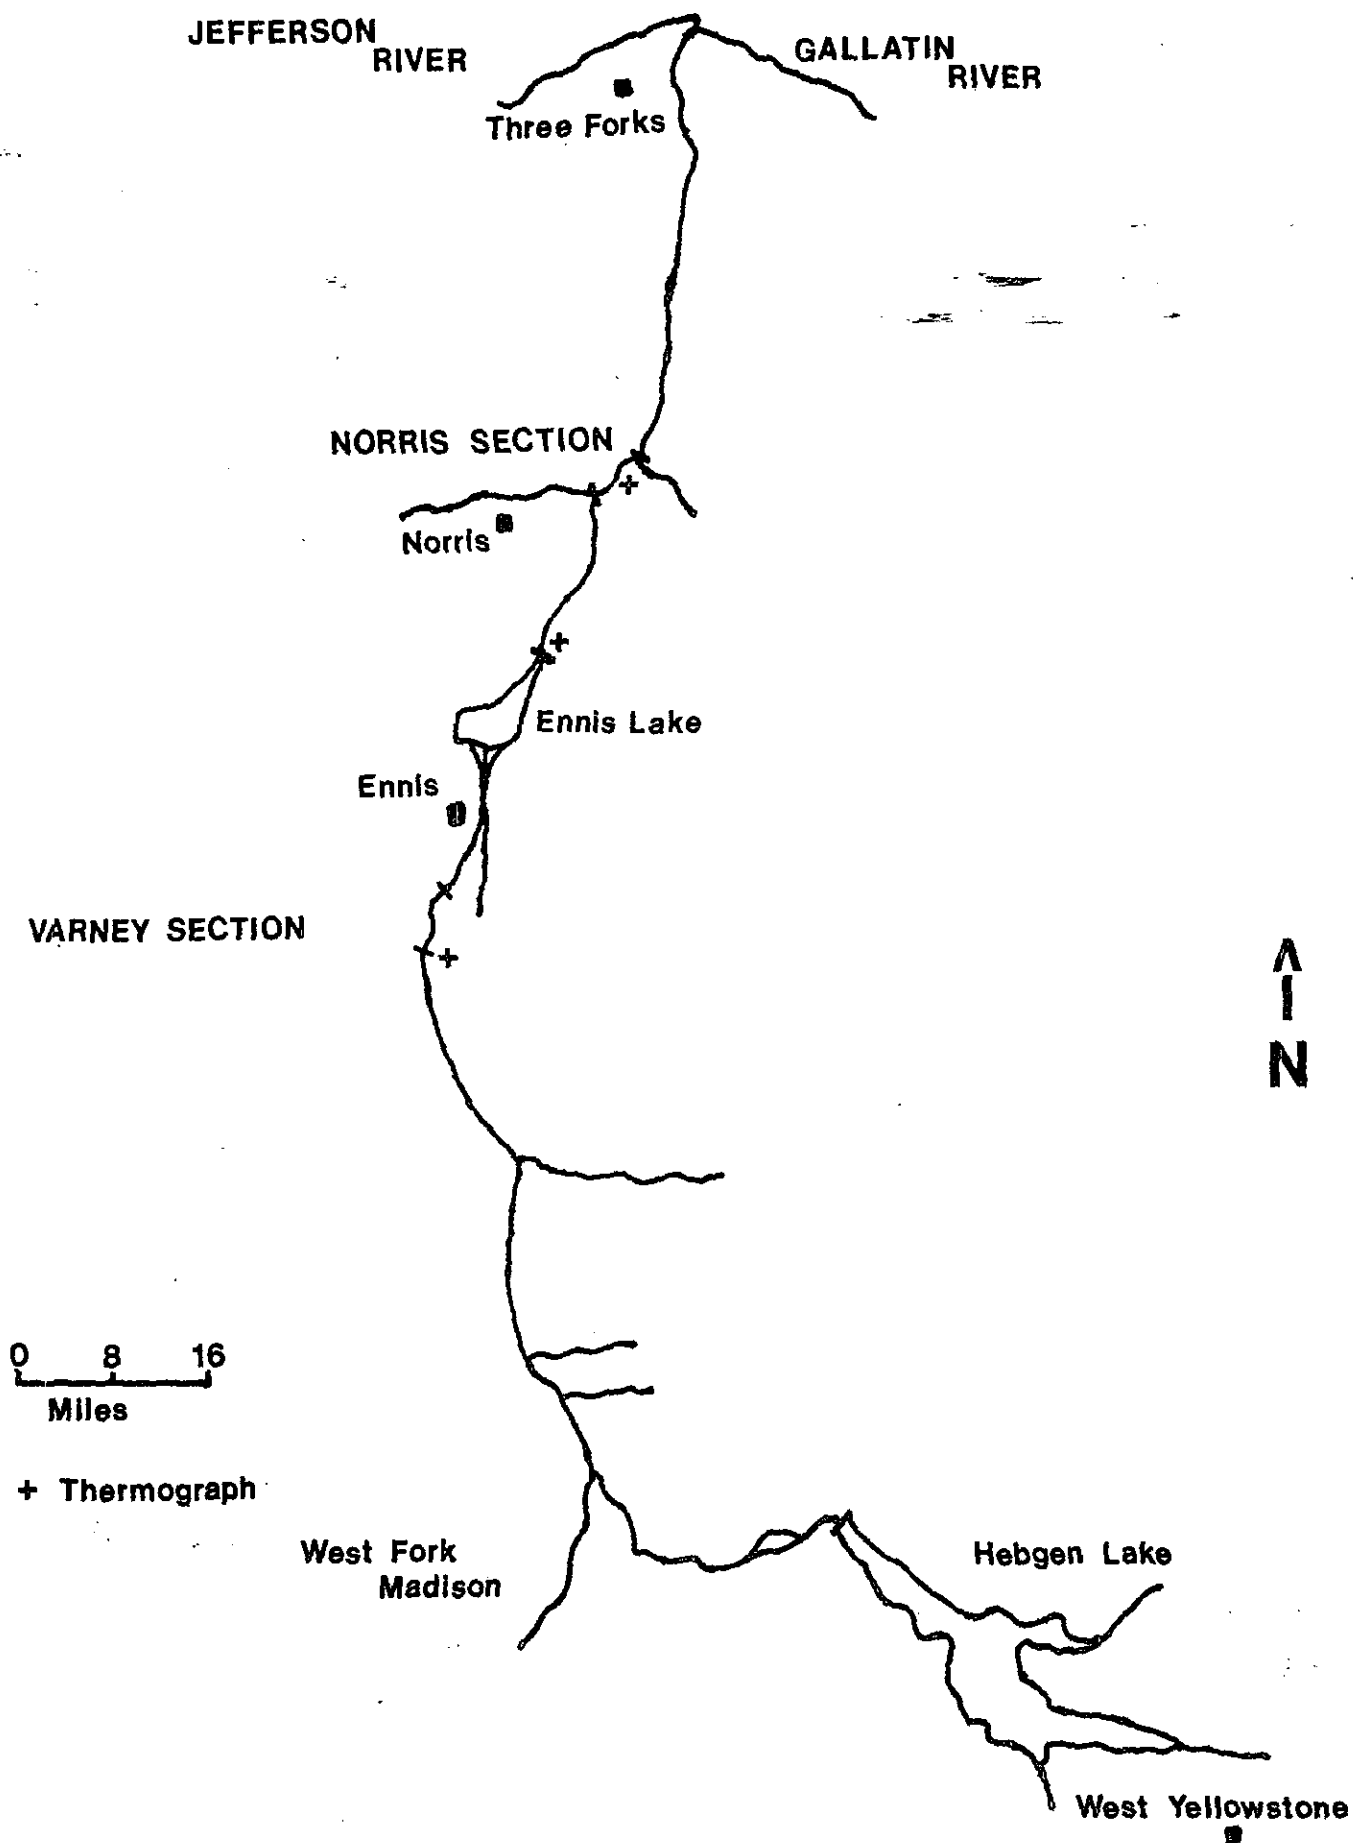 JEFFERSON
RIVER
GALLATIN
RIVER
Three Forks
NORRIS SECTION
Norris
Ennis Lake
Ennis
VARNEY SECTION
N
0 8 16
Miles
+ Thermograph
West Fork
Madison
Hebgen Lake
West Yellowstone